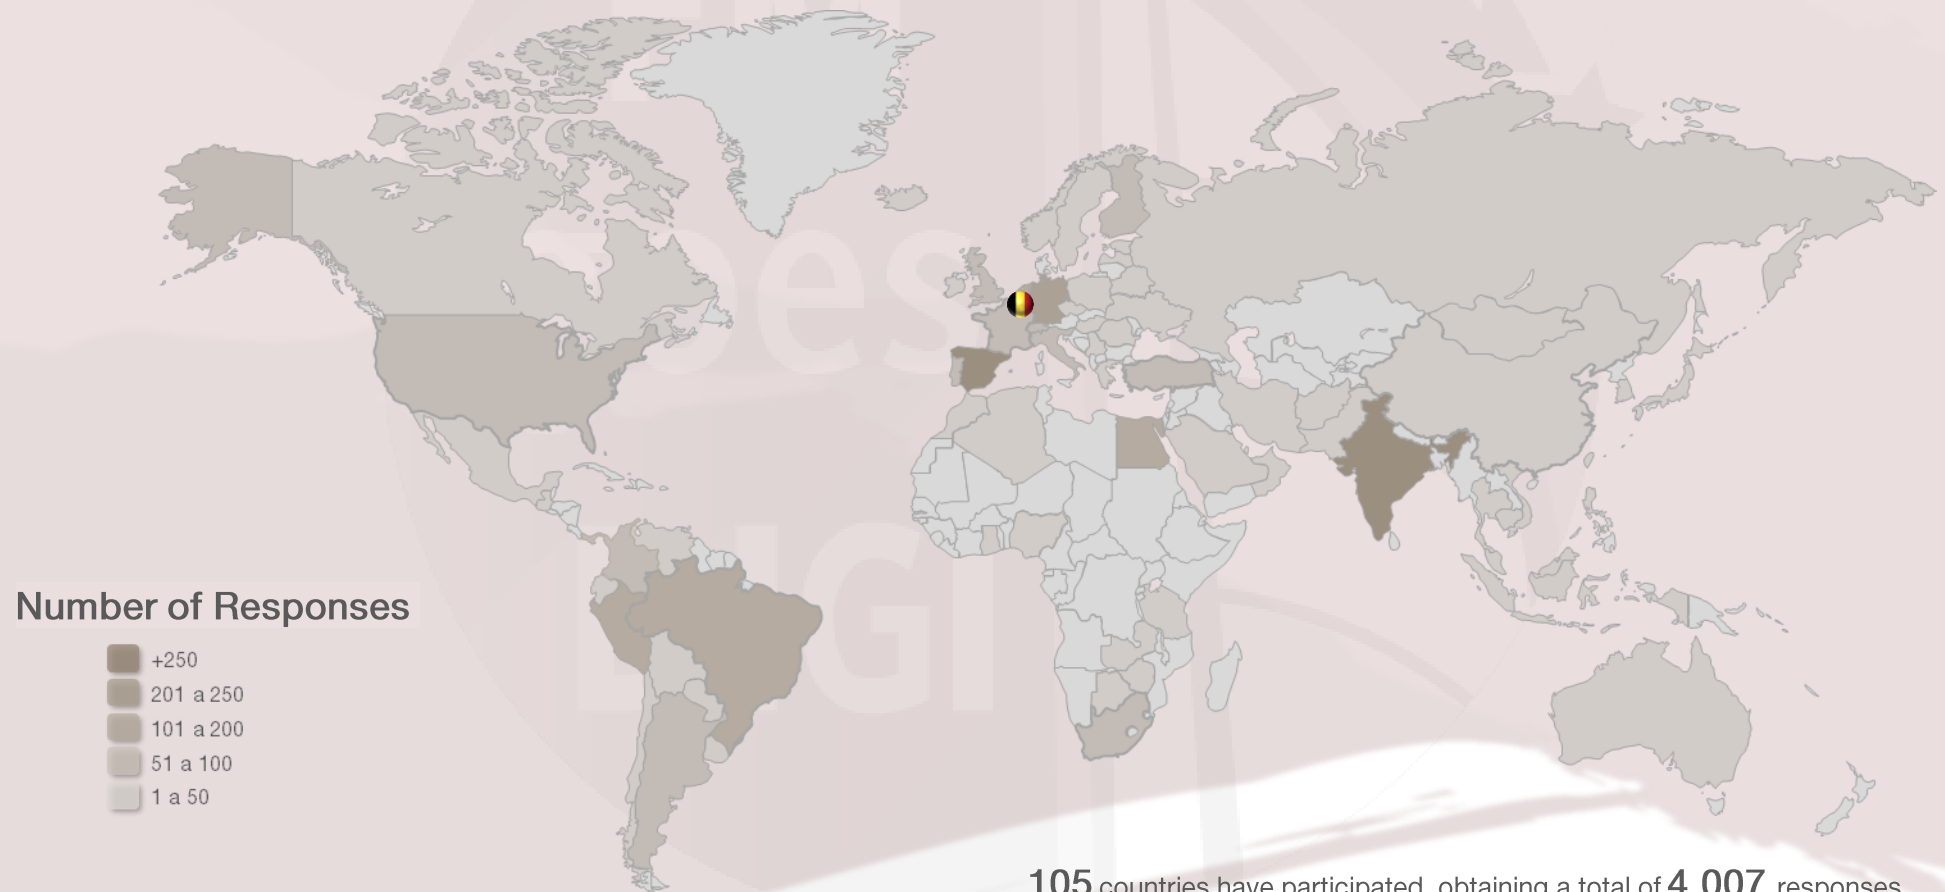 Number of Responses
+250
201 a 250
101 a 200
51 a 100
1 a 50
105 countries have participated, obtaining a total of 4.007 responses